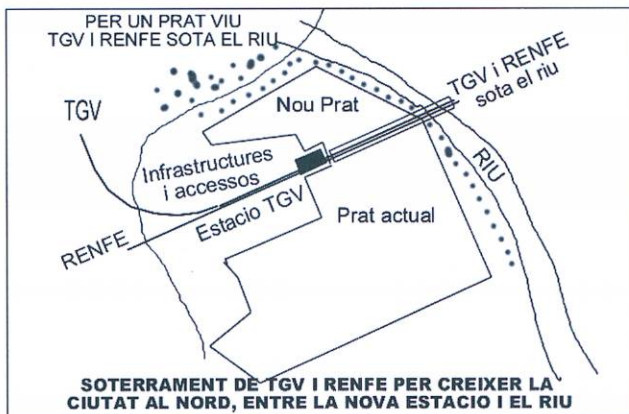 PER UN PRAT VIU
TGV I RENFE SOTA EL RIU
TGV i RENFE
sota el riu
TGV
Nou Prat
Infrastructures
i accessos
RIU
Estacio TGV
Prat actual
RENFE
SOTERRAMENT DE TGV I RENFE PER CREIXER LA
CIUTAT AL NORD, ENTRE LA NOVA ESTACIO I EL RIU